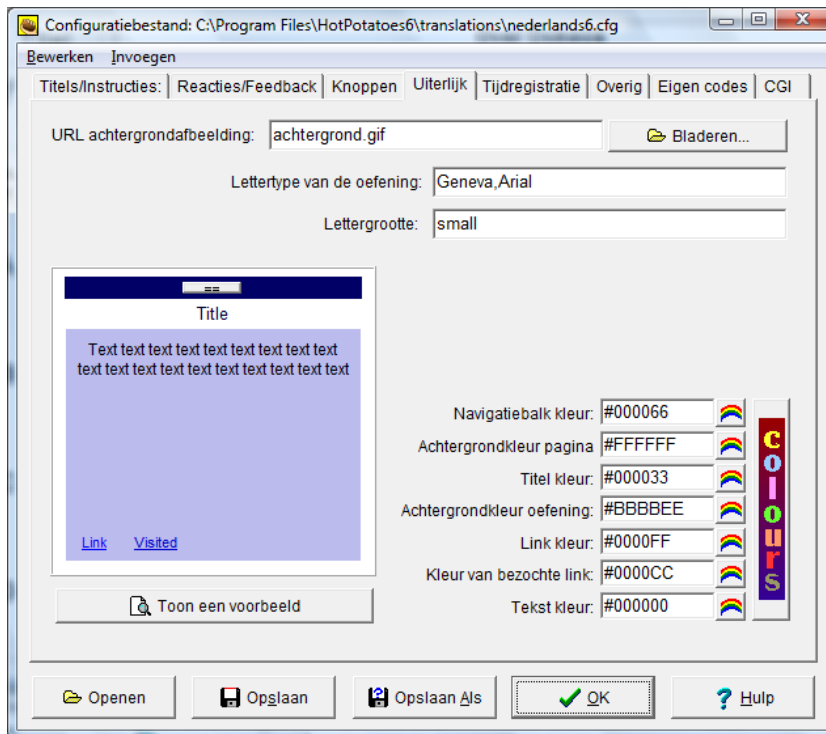 Configuratiebestand: C:\Program Files\HotPotatoes6\translations\nederlands6.cfg
Bewerken Invoegen
Titels/Instructies: Reacties/Feedback Knoppen Uiterlijk Tijdregistratie Overig Eigen codes CGI
URL achtergrondafbeelding: achtergrond.gif Bladeren...
Lettertype van de oefening: Geneva,Arial
Lettergrootte: small
==
Title
Text text text text text text text text text
text text text text text text text text text text
Link Visited
Toon een voorbeeld
Navigatiebalk kleur: #000066
Achtergrondkleur pagina #FFFFFF
Titel kleur: #000033
Achtergrondkleur oefening: #BBBBEE
Link kleur: #0000FF
Kleur van bezochte link: #0000CC
Tekst kleur: #000000
colours
Openen Opslaan Opslaan Als OK Hulp